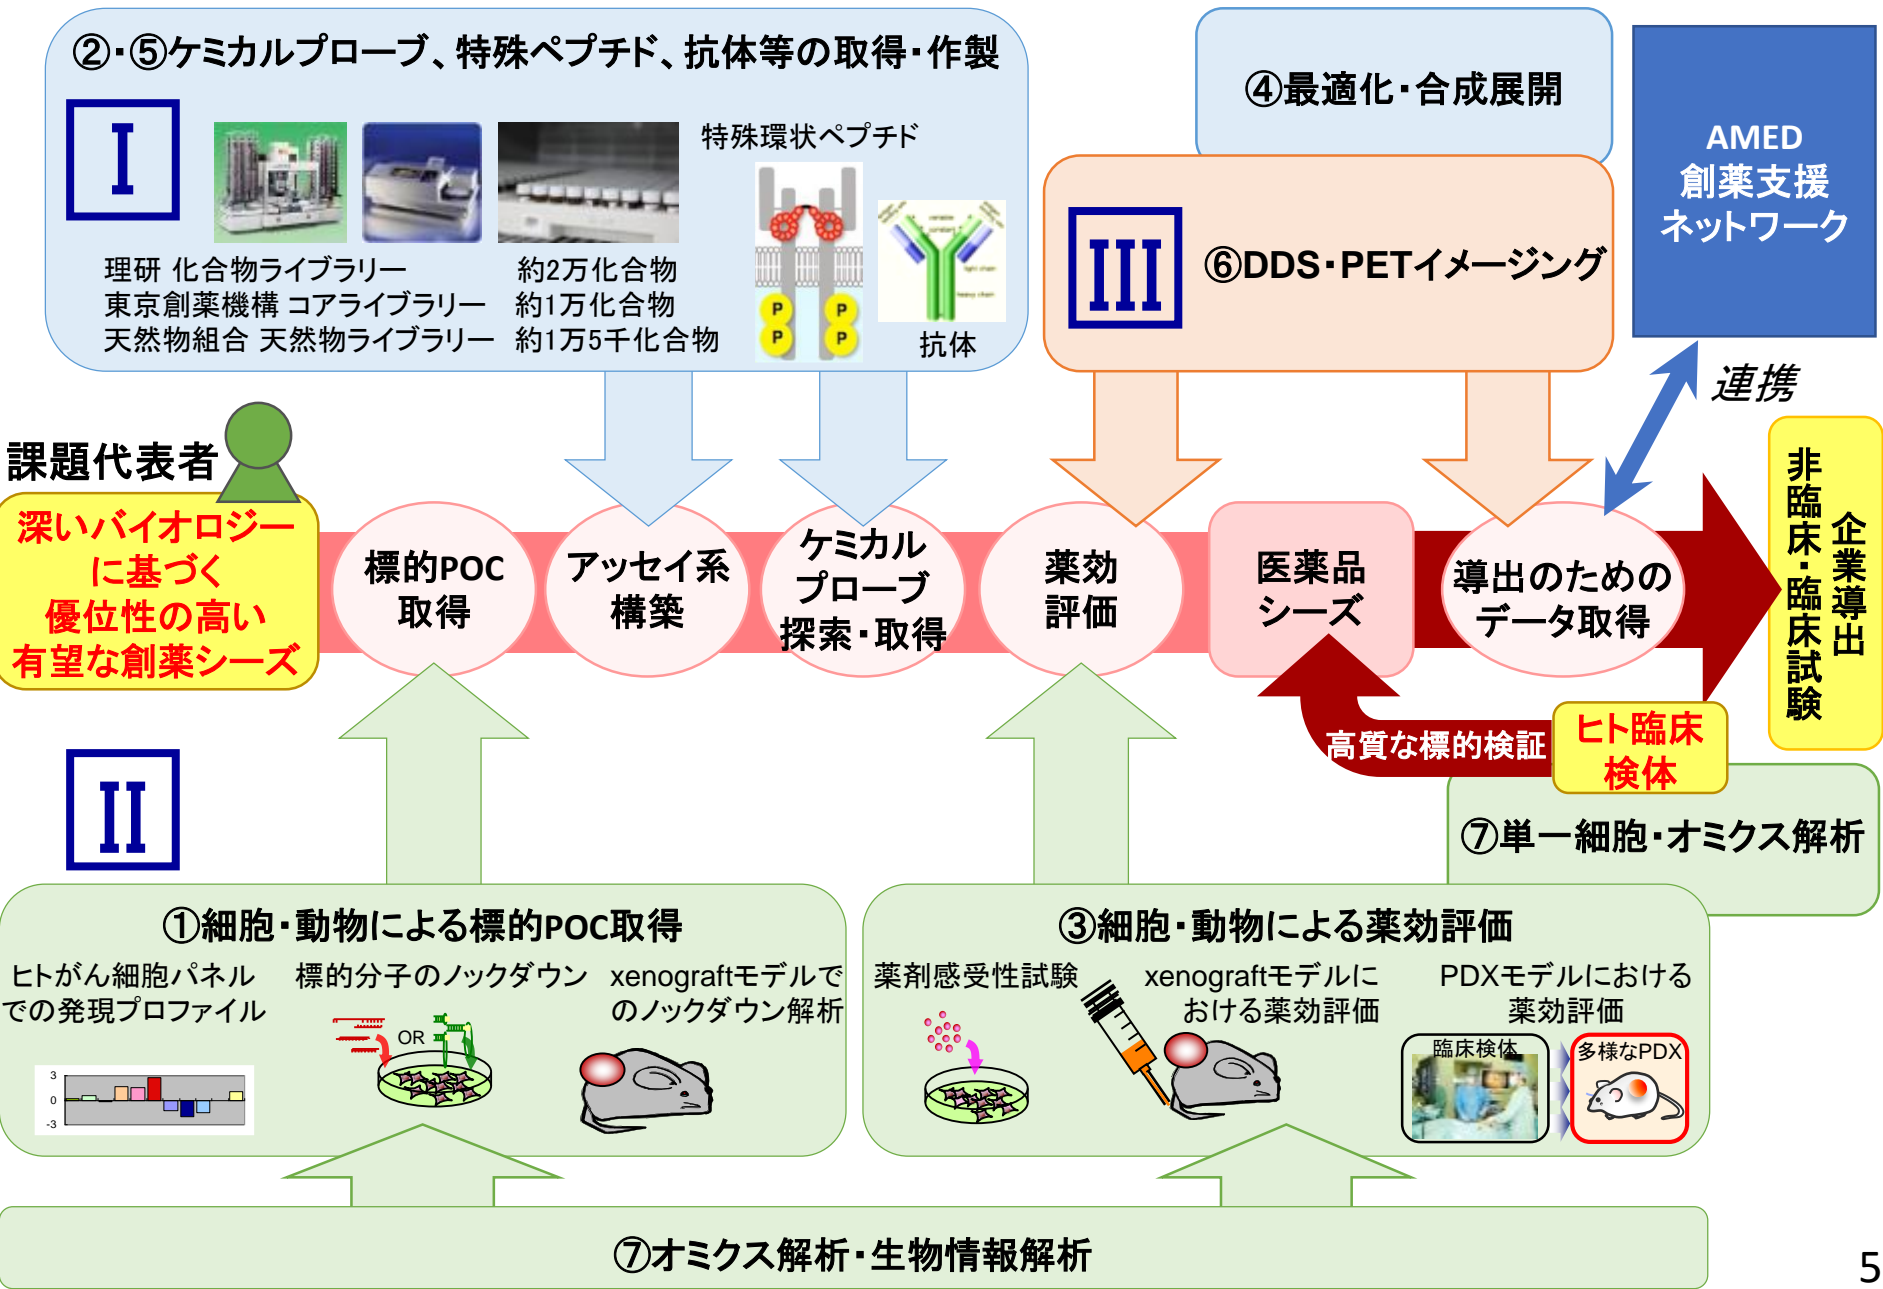 ②・⑤ケミカルプローブ、特殊ペプチド、抗体等の取得・作製
Ⅰ
特殊環状ペプチド
理研 化合物ライブラリー 約2万化合物
東京創薬機構 コアライブラリー 約1万化合物
天然物組合 天然物ライブラリー 約1万5千化合物
P
P
P
P
variable
constant
light chain
heavy chain
抗体
④最適化・合成展開
Ⅲ
⑥DDS・PETイメージング
AMED
創薬支援
ネットワーク
連携
課題代表者
深いバイオロジー
に基づく
優位性の高い
有望な創薬シーズ
標的POC
取得
アッセイ系
構築
ケミカル
プローブ
探索・取得
薬効
評価
医薬品
シーズ
導出のための
データ取得
企業導出
非臨床・臨床試験
高質な標的検証
ヒト臨床
検体
⑦単一細胞・オミクス解析
Ⅱ
①細胞・動物による標的POC取得
ヒトがん細胞パネル
での発現プロファイル
3
0
-3
標的分子のノックダウン
OR
xenograftモデルで
のノックダウン解析
③細胞・動物による薬効評価
薬剤感受性試験
xenograftモデルに
おける薬効評価
PDXモデルにおける
薬効評価
臨床検体
多様なPDX
⑦オミクス解析・生物情報解析
5